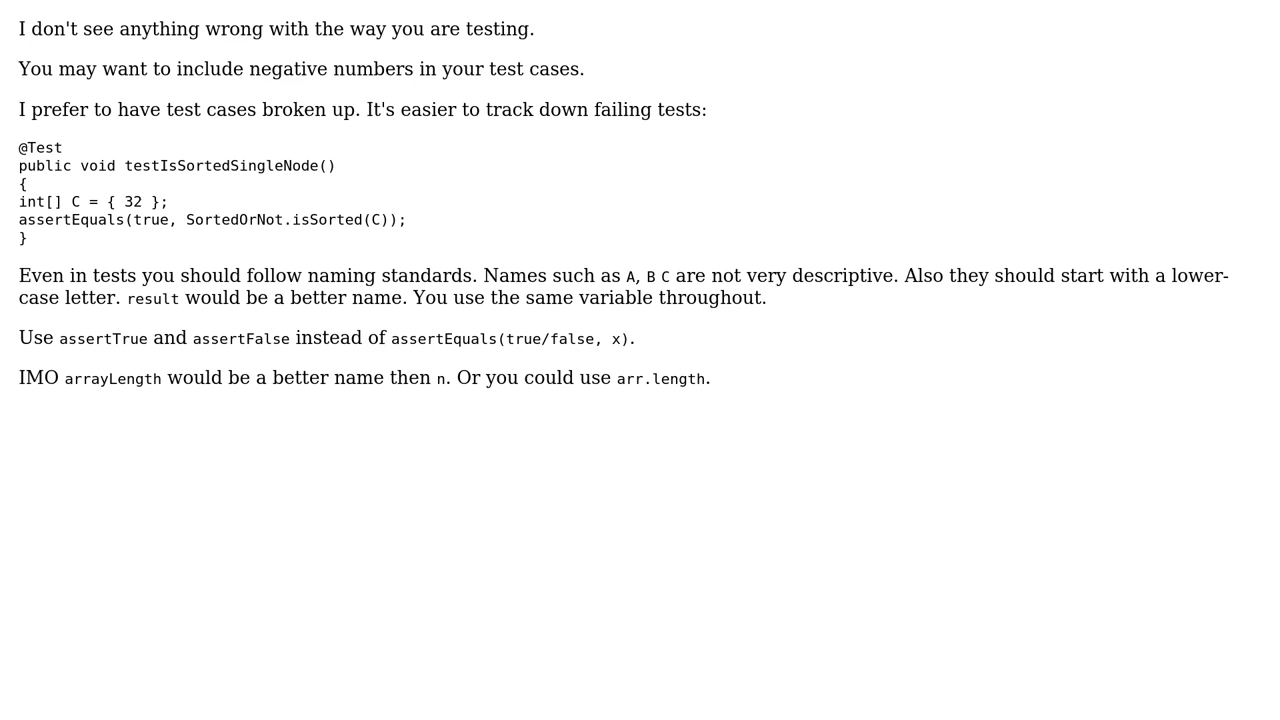 I don't see anything wrong with the way you are testing.
You may want to include negative numbers in your test cases.
I prefer to have test cases broken up. It's easier to track down failing tests:
@Test
public void testIsSortedSingleNode()
{
int[] C = { 32 };
assertEquals(true, SortedOrNot.isSorted(C));
}
Even in tests you should follow naming standards. Names such as A, B C are not very descriptive. Also they should start with a lower-
case letter. result would be a better name. You use the same variable throughout.
Use assertTrue and assertFalse instead of assertEquals(true/false, x).
IMO arrayLength would be a better name then n. Or you could use arr.length.